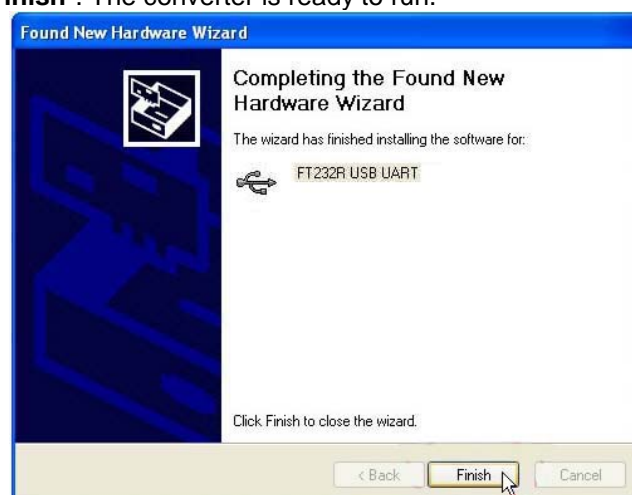 inish". The converter is ready to run.
Found New Hardware Wizard
Completing the Found New
Hardware Wizard
The wizard has finished installing the software for:
FT232R USB UART
Click Finish to close the wizard.
< Back
Finish
Cancel